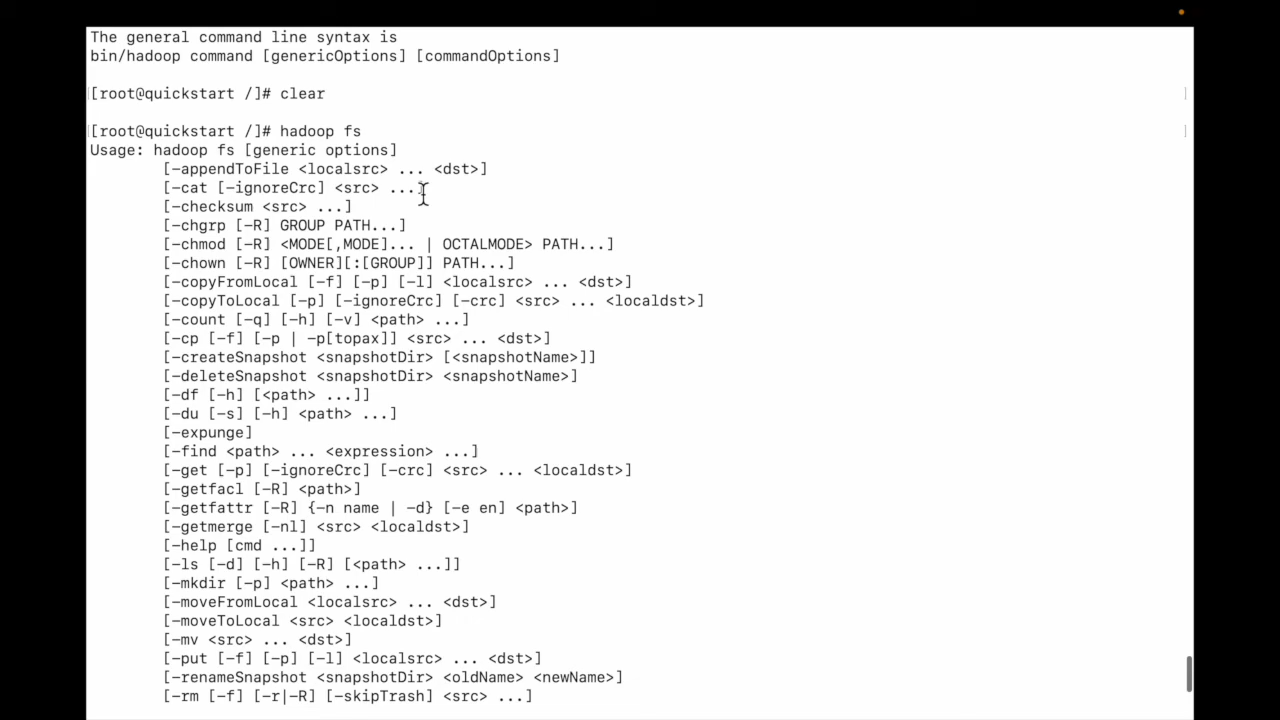 The general command line syntax is
bin/hadoop command [genericOptions] [commandOptions]
[root@quickstart /]# clear
[root@quickstart /]# hadoop fs
Usage: hadoop fs [generic options]
[-appendToFile <localsrc> ... <dst>]
[-cat [-ignoreCrc] <src> ...]
[-checksum <src> ...]
[-chgrp [-R] GROUP PATH...]
[-chmod [-R] <MODE[,MODE]... | OCTALMODE> PATH...]
[-chown [-R] [OWNER][:[GROUP]] PATH...]
[-copyFromLocal [-f] [-p] [-l] <localsrc> ... <dst>]
[-copyToLocal [-p] [-ignoreCrc] [-crc] <src> ... <localdst>]
[-count [-q] [-h] [-v] <path> ...]
[-cp [-f] [-p | -p[topax]] <src> ... <dst>]
[-createSnapshot <snapshotDir> [<snapshotName>]]
[-deleteSnapshot <snapshotDir> <snapshotName>]
[-df [-h] [<path> ...]]
[-du [-s] [-h] <path> ...]
[-expunge]
[-find <path> ... <expression> ...]
[-get [-p] [-ignoreCrc] [-crc] <src> ... <localdst>]
[-getfacl [-R] <path>]
[-getfattr [-R] {-n name | -d} [-e en] <path>]
[-getmerge [-nl] <src> <localdst>]
[-help [cmd ...]]
[-ls [-d] [-h] [-R] [<path> ...]]
[-mkdir [-p] <path> ...]
[-moveFromLocal <localsrc> ... <dst>]
[-moveToLocal <src> <localdst>]
[-mv <src> ... <dst>]
[-put [-f] [-p] [-l] <localsrc> ... <dst>]
[-renameSnapshot <snapshotDir> <oldName> <newName>]
[-rm [-f] [-r|-R] [-skipTrash] <src> ...]